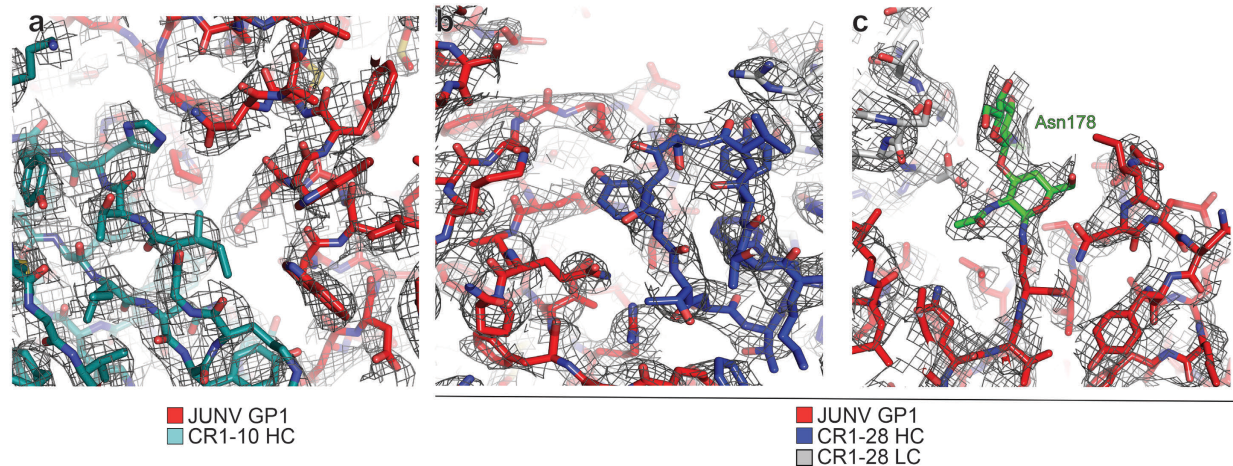 a
b
c
Asn178
JUNV GP1
CR1-10 HC
JUNV GP1
CR1-28 HC
CR1-28 LC